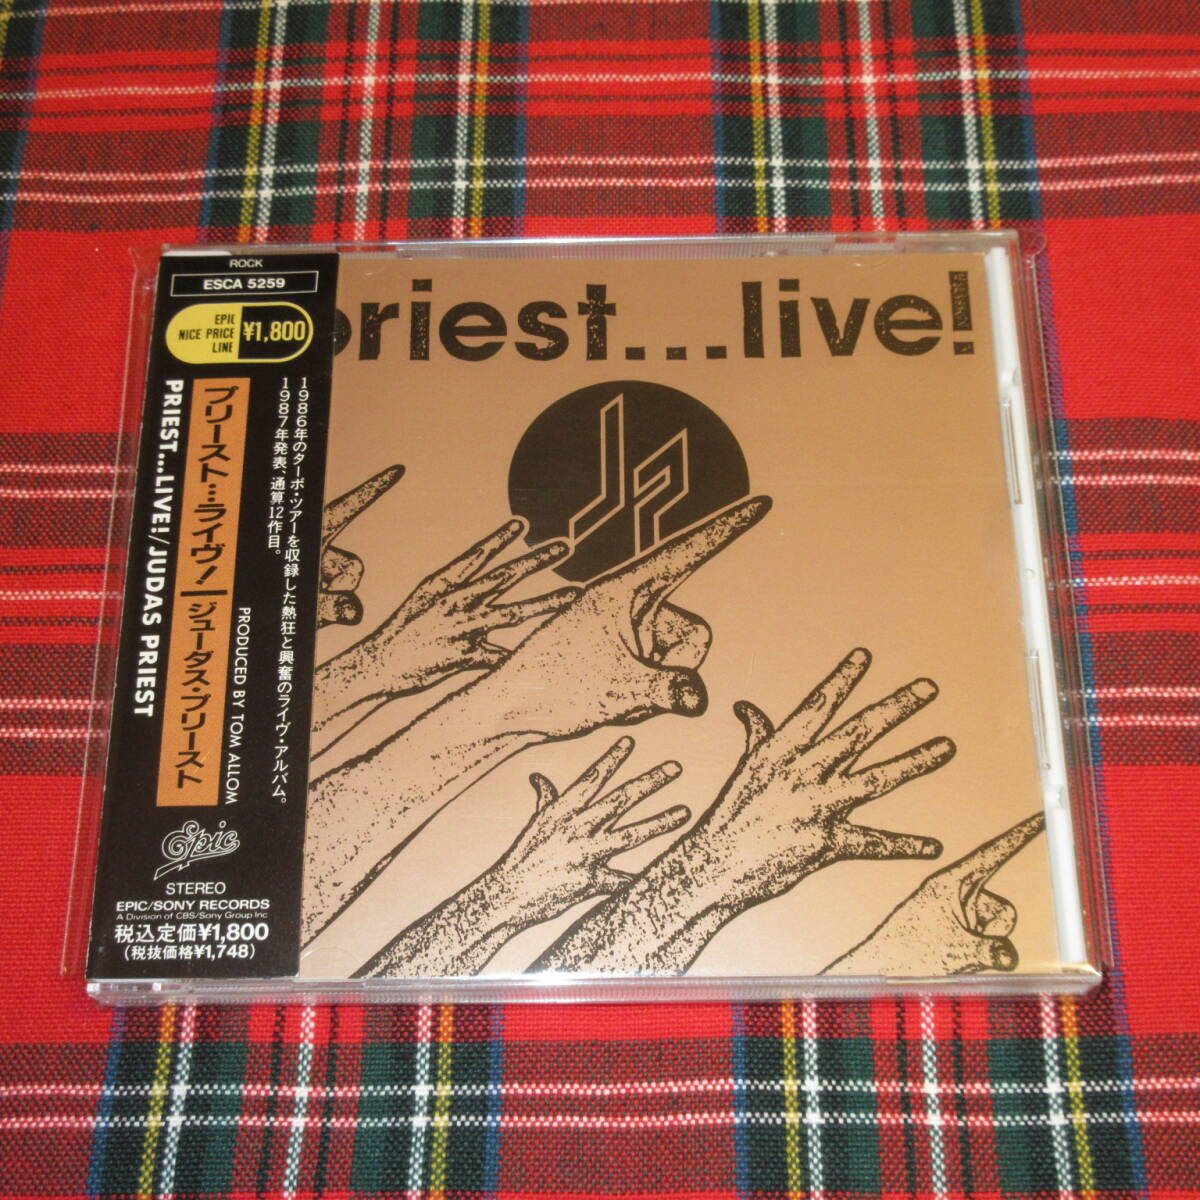 ROCK
ESCA 5259
EPIC
NICE PRICE
LINE
¥1,800
1986年のターボ・ツアーを収録した熱狂と興奮のライヴ・アルバム。
1987年発表、通算12作目。
プリースト…ライヴ! ジューダス・プリースト
PRIEST...LIVE!/JUDAS PRIEST
PRODUCED BY TOM ALLOM
Epic
STEREO
EPIC/SONY RECORDS
A Division of CBS/Sony Group Inc
税込定価¥1,800
(税抜価格¥1,748)
priest...live!
JP